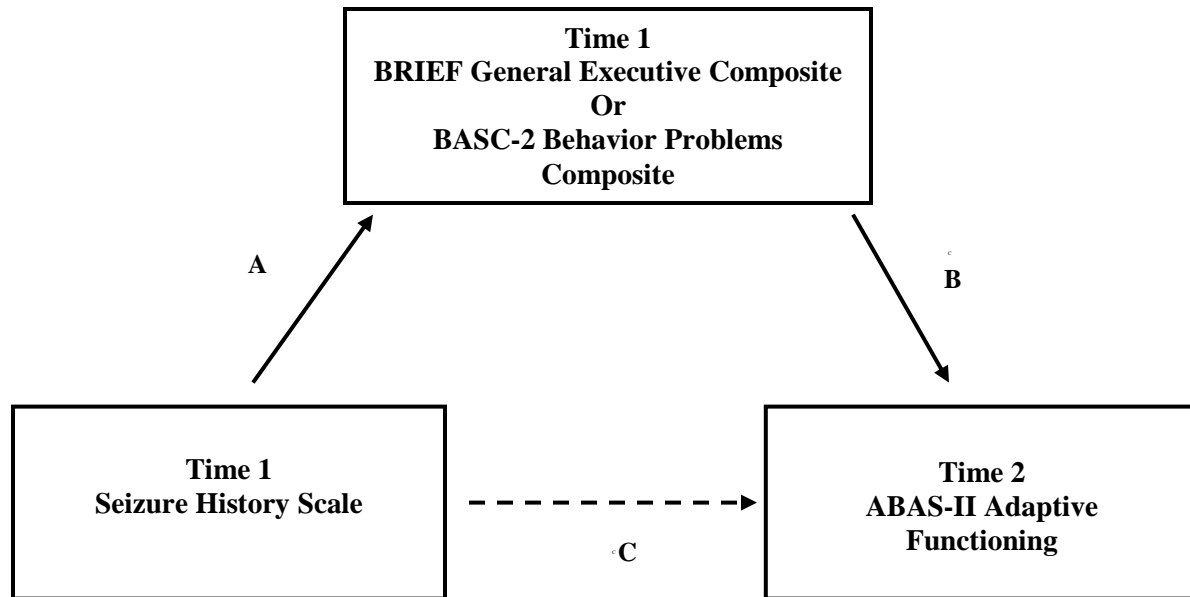 Time 1
BRIEF General Executive Composite
Or
BASC-2 Behavior Problems
Composite
A
c
B
Time 1
Seizure History Scale
Time 2
ABAS-II Adaptive
Functioning
c C